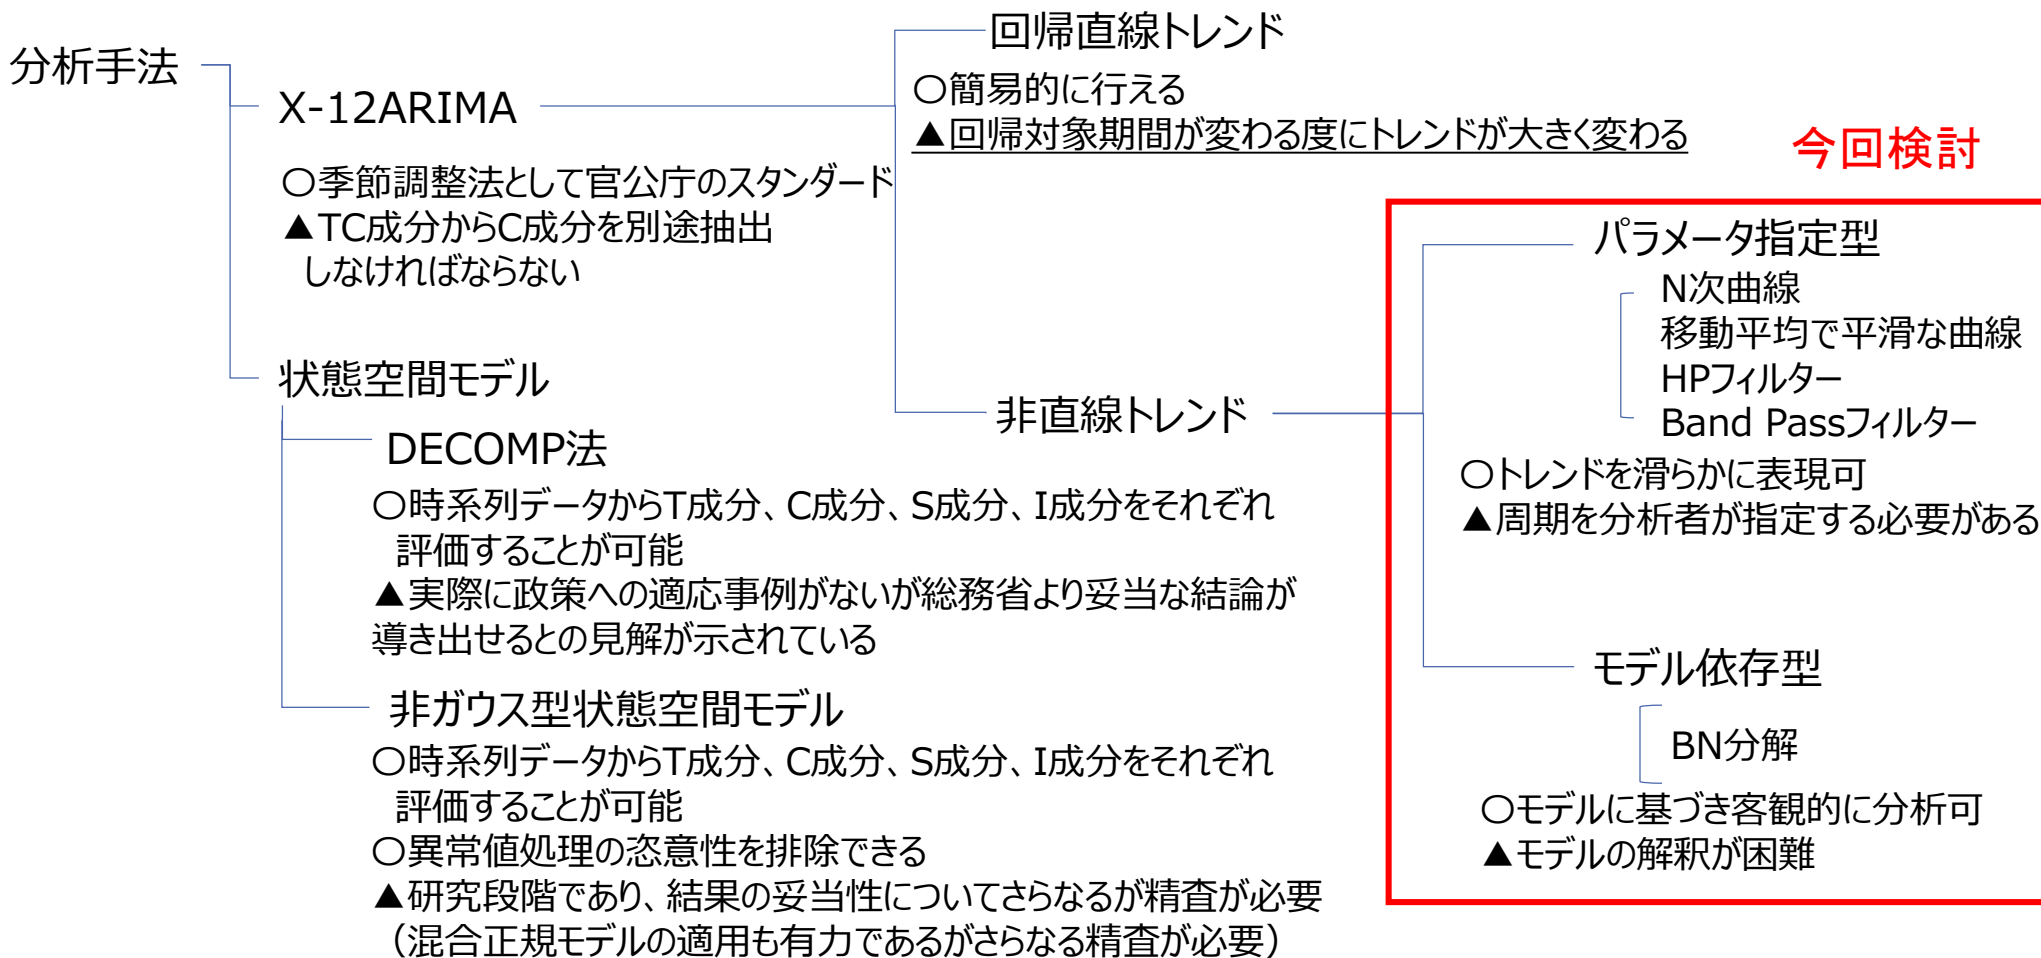 分析手法
X-12ARIMA
○季節調整法として官公庁のスタンダード
▲TC成分からC成分を別途抽出
しなければならない
回帰直線トレンド
○簡易的に行える
▲回帰対象期間が変わる度にトレンドが大きく変わる
今回検討
非直線トレンド
パラメータ指定型
N次曲線
移動平均で平滑な曲線
HPフィルター
Band Passフィルター
○トレンドを滑らかに表現可
▲周期を分析者が指定する必要がある
モデル依存型
BN分解
○モデルに基づき客観的に分析可
▲モデルの解釈が困難
状態空間モデル
DECOMP法
○時系列データからT成分、C成分、S成分、I成分をそれぞれ
評価することが可能
▲実際に政策への適応事例がないが総務省より妥当な結論が
導き出せるとの見解が示されている
非ガウス型状態空間モデル
○時系列データからT成分、C成分、S成分、I成分をそれぞれ
評価することが可能
○異常値処理の恣意性を排除できる
▲研究段階であり、結果の妥当性についてさらなるが精査が必要
（混合正規モデルの適用も有力であるがさらなる精査が必要）